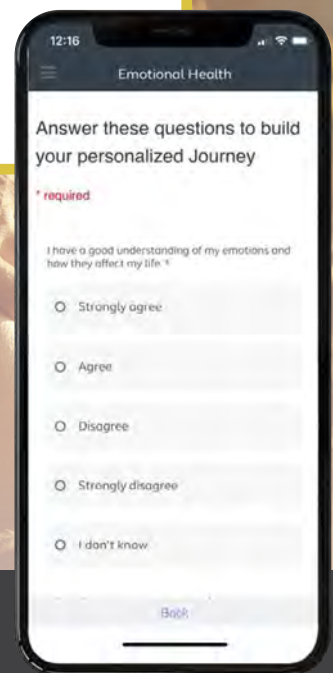 12:16
Emotional Health
Answer these questions to build
your personalized Journey
* required
I have a good understanding of my emotions and
how they affect my life. *
Strongly agree
Agree
Disagree
Strongly disagree
I don't know
Back